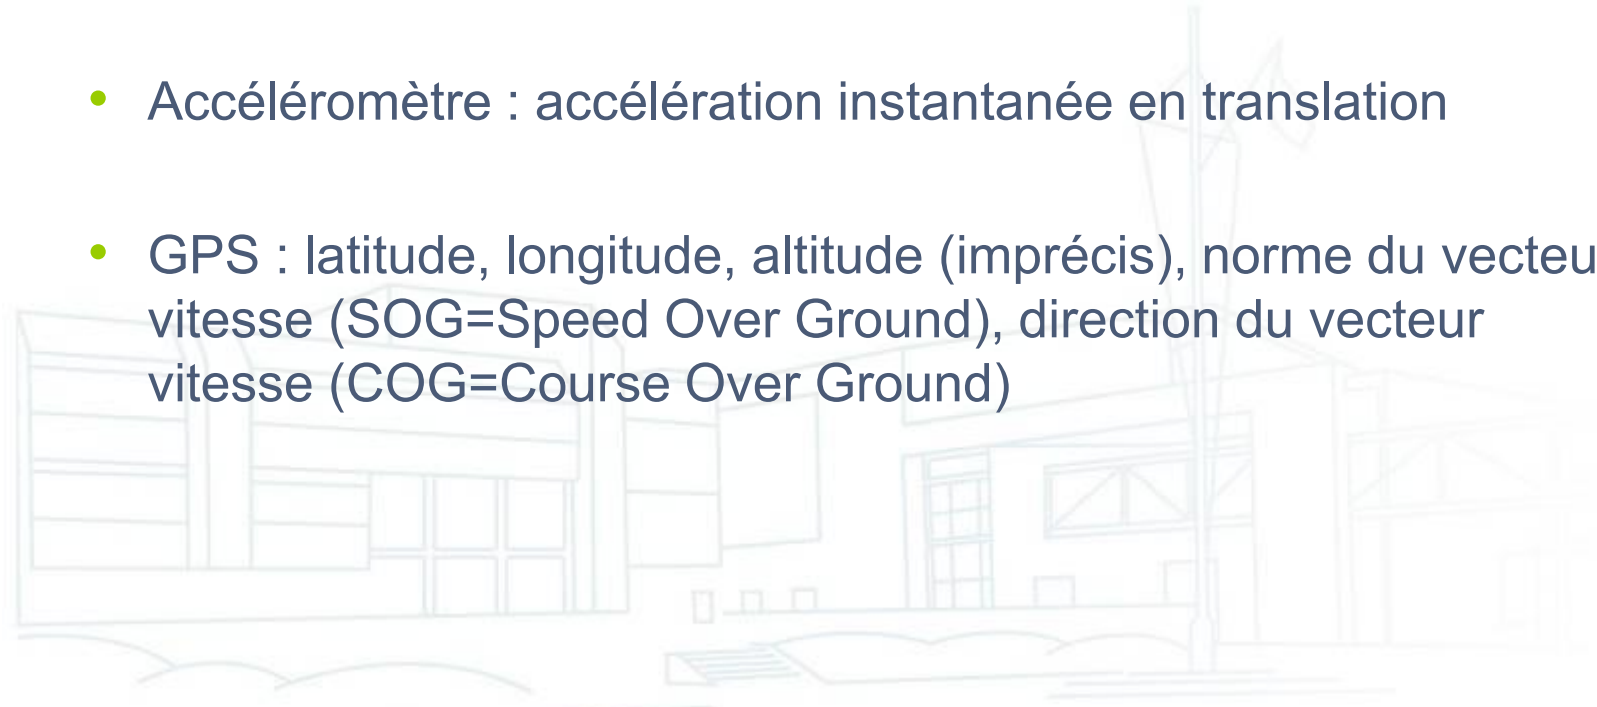 • Accéléromètre : accélération instantanée en translation
• GPS : latitude, longitude, altitude (imprécis), norme du vecteu
vitesse (SOG=Speed Over Ground), direction du vecteur
vitesse (COG=Course Over Ground)